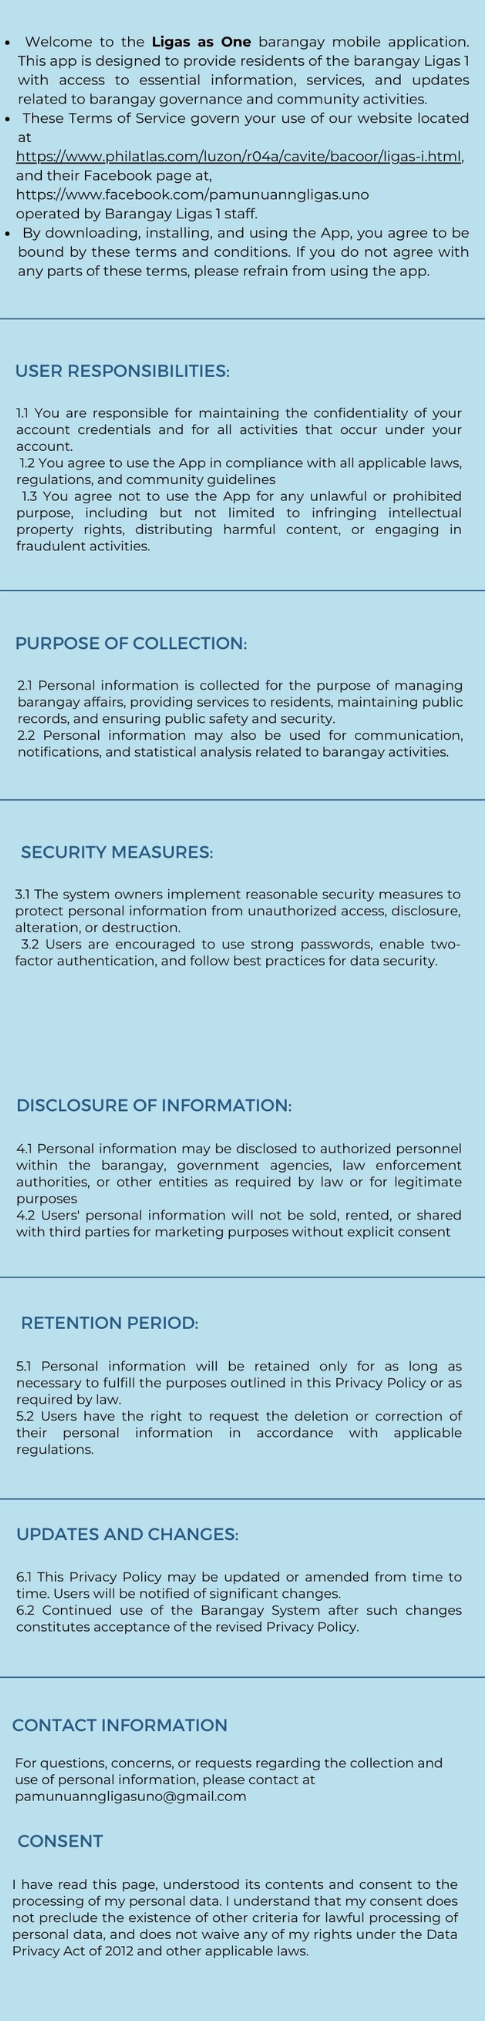 • Welcome to the Ligas as One barangay mobile application.
This app is designed to provide residents of the barangay Ligas 1
with access to essential information, services, and updates
related to barangay governance and community activities.
• These Terms of Service govern your use of our website located
at
https://www.philatlas.com/luzon/r04a/cavite/bacoor/ligas-i.html,
and their Facebook page at,
https://www.facebook.com/pamunuanngligas.uno
operated by Barangay Ligas 1 staff.
• By downloading, installing, and using the App, you agree to be
bound by these terms and conditions. If you do not agree with
any parts of these terms, please refrain from using the app.
USER RESPONSIBILITIES:
1.1 You are responsible for maintaining the confidentiality of your
account credentials and for all activities that occur under your
account.
1.2 You agree to use the App in compliance with all applicable laws,
regulations, and community guidelines
1.3 You agree not to use the App for any unlawful or prohibited
purpose, including but not limited to infringing intellectual
property rights, distributing harmful content, or engaging in
fraudulent activities.
PURPOSE OF COLLECTION:
2.1 Personal information is collected for the purpose of managing
barangay affairs, providing services to residents, maintaining public
records, and ensuring public safety and security.
2.2 Personal information may also be used for communication,
notifications, and statistical analysis related to barangay activities.
SECURITY MEASURES:
3.1 The system owners implement reasonable security measures to
protect personal information from unauthorized access, disclosure,
alteration, or destruction.
3.2 Users are encouraged to use strong passwords, enable two-
factor authentication, and follow best practices for data security.
DISCLOSURE OF INFORMATION:
4.1 Personal information may be disclosed to authorized personnel
within the barangay, government agencies, law enforcement
authorities, or other entities as required by law or for legitimate
purposes
4.2 Users' personal information will not be sold, rented, or shared
with third parties for marketing purposes without explicit consent
RETENTION PERIOD:
5.1 Personal information will be retained only for as long as
necessary to fulfill the purposes outlined in this Privacy Policy or as
required by law.
5.2 Users have the right to request the deletion or correction of
their personal information in accordance with applicable
regulations.
UPDATES AND CHANGES:
6.1 This Privacy Policy may be updated or amended from time to
time. Users will be notified of significant changes.
6.2 Continued use of the Barangay System after such changes
constitutes acceptance of the revised Privacy Policy.
CONTACT INFORMATION
For questions, concerns, or requests regarding the collection and
use of personal information, please contact at
pamunuanngligasuno@gmail.com
CONSENT
I have read this page, understood its contents and consent to the
processing of my personal data. I understand that my consent does
not preclude the existence of other criteria for lawful processing of
personal data, and does not waive any of my rights under the Data
Privacy Act of 2012 and other applicable laws.